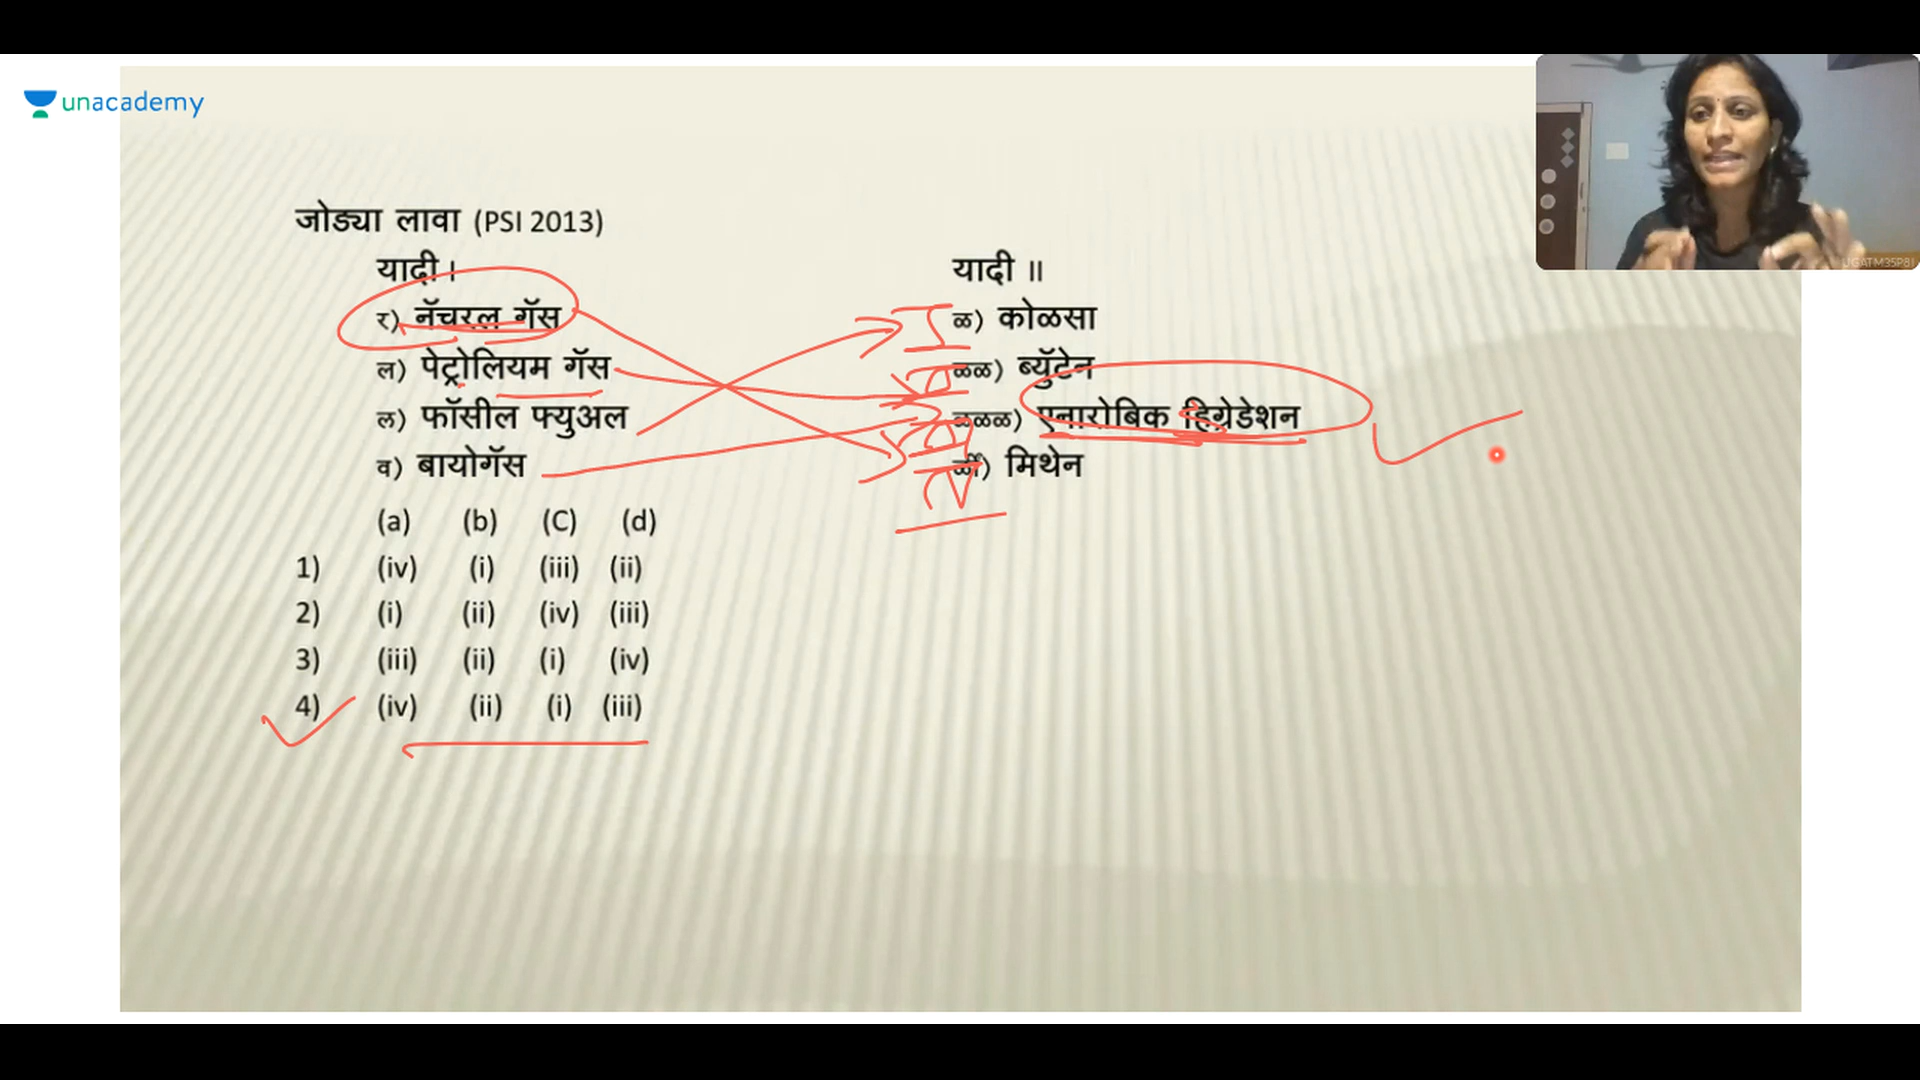 unacademy
जोड्या लावा (PSI 2013)
यादी I
यादी II
र) नॅचरल गॅस
I
ळ) कोळसा
ल) पेट्रोलियम गॅस
ळळ) ब्युटेन
ल) फॉसील फ्युअल
ळळळ) एनारोबिक डिग्रेडेशन
व) बायोगॅस
मिथेन
(a) (b) (C) (d)
1) (iv) (i) (iii) (ii)
2) (i) (ii) (iv) (iii)
3) (iii) (ii) (i) (iv)
4) (iv) (ii) (i) (iii)